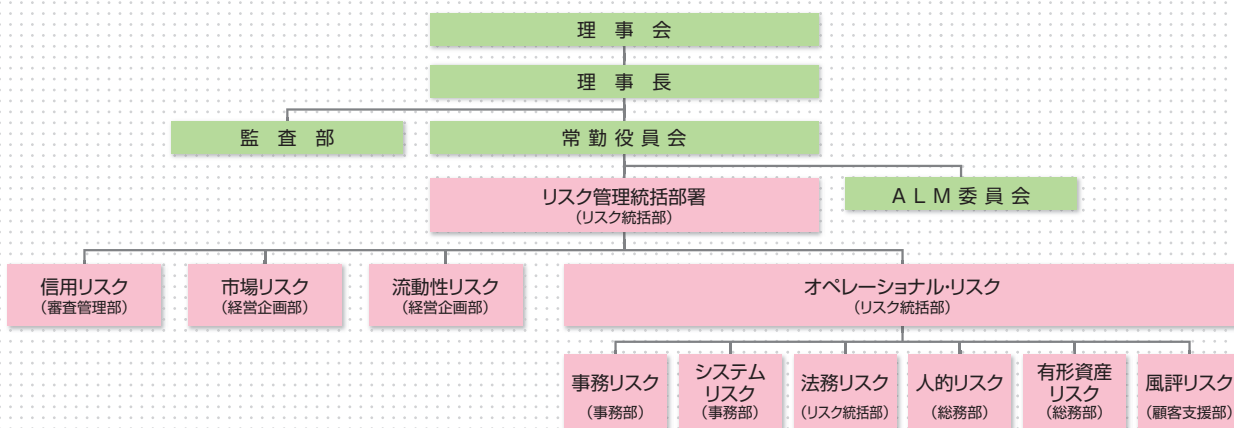 理事会
理事長
監査部
常勤役員会
リスク管理統括部署
(リスク統括部)
ALM委員会
信用リスク
(審査管理部)
市場リスク
(経営企画部)
流動性リスク
(経営企画部)
オペレーショナル・リスク
(リスク統括部)
事務リスク
(事務部)
システム
リスク
(事務部)
法務リスク
(リスク統括部)
人的リスク
(総務部)
有形資産
リスク
(総務部)
風評リスク
(顧客支援部)